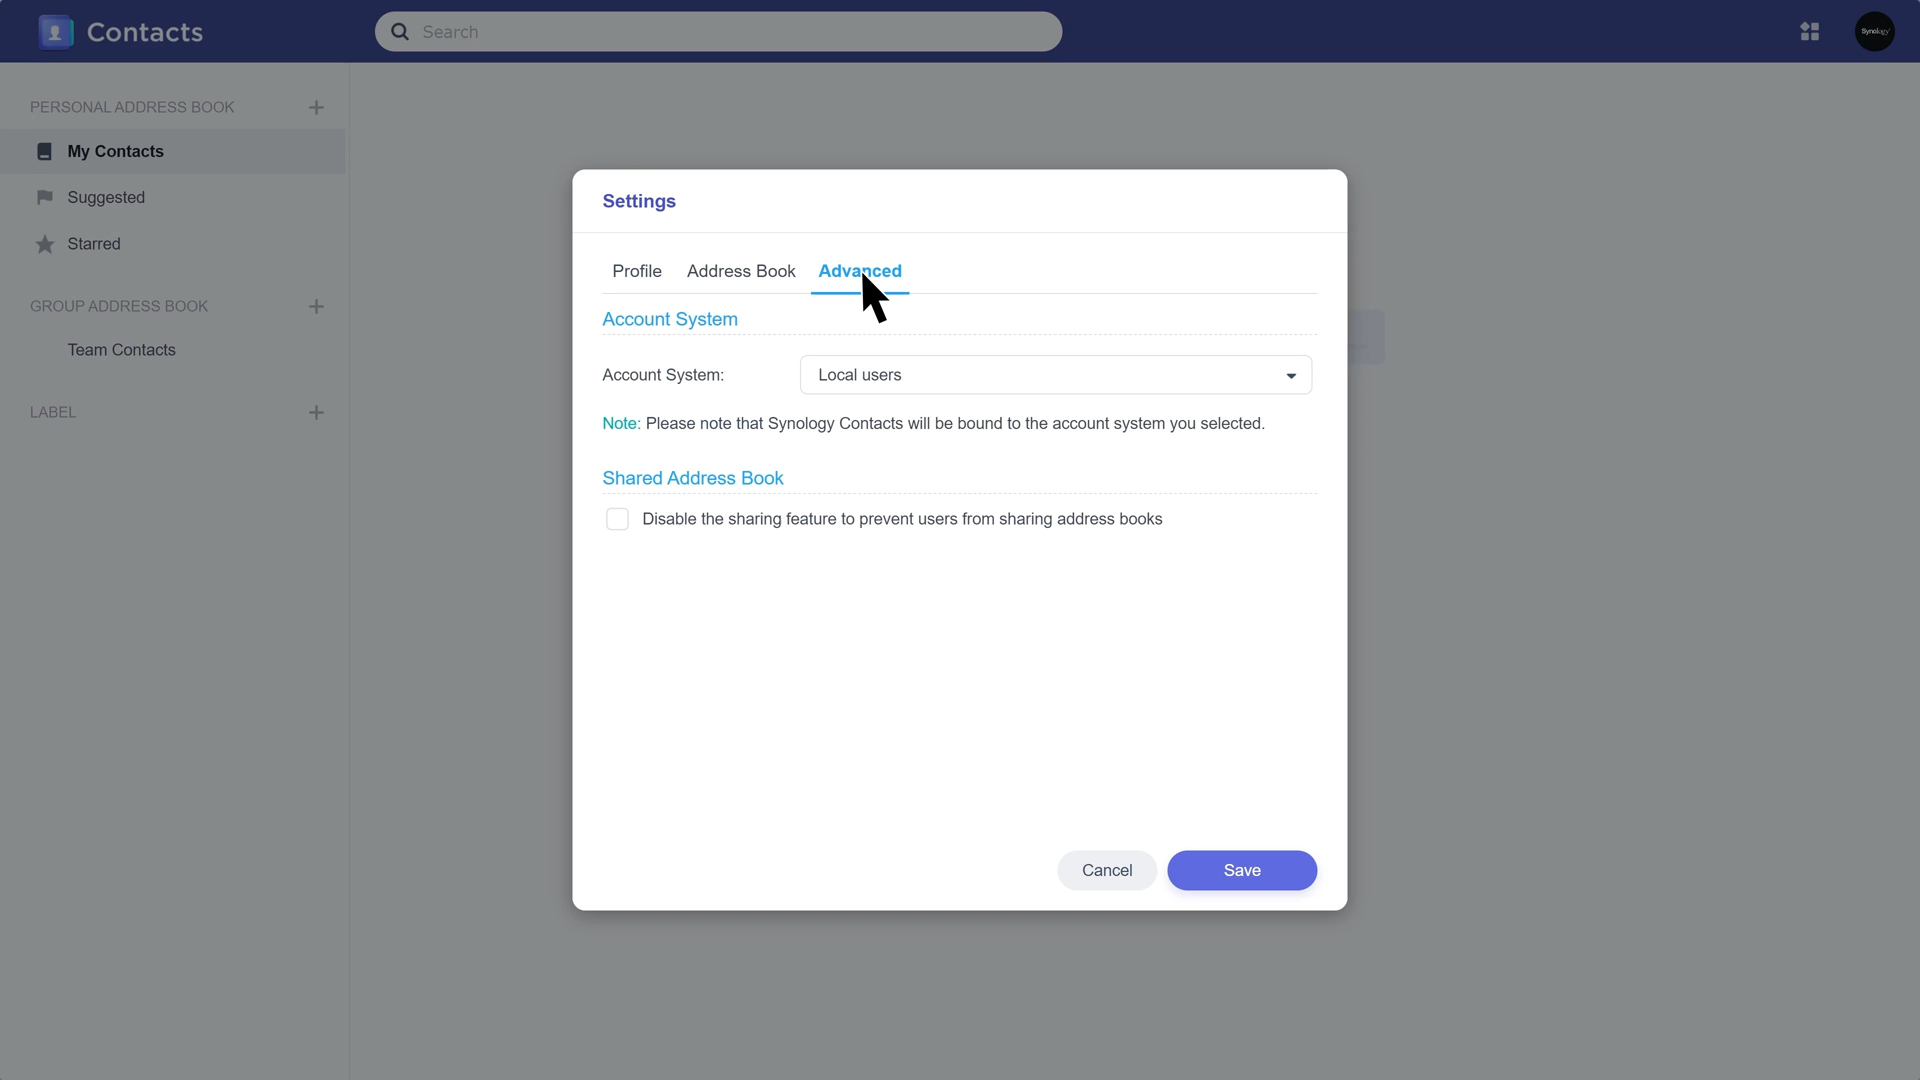 Contacts
Search
Synology
PERSONAL ADDRESS BOOK
My Contacts
Suggested
Starred
GROUP ADDRESS BOOK
Team Contacts
LABEL
Settings
Profile Address Book Advanced
Account System
Account System: Local users
Note: Please note that Synology Contacts will be bound to the account system you selected.
Shared Address Book
Disable the sharing feature to prevent users from sharing address books
Cancel Save